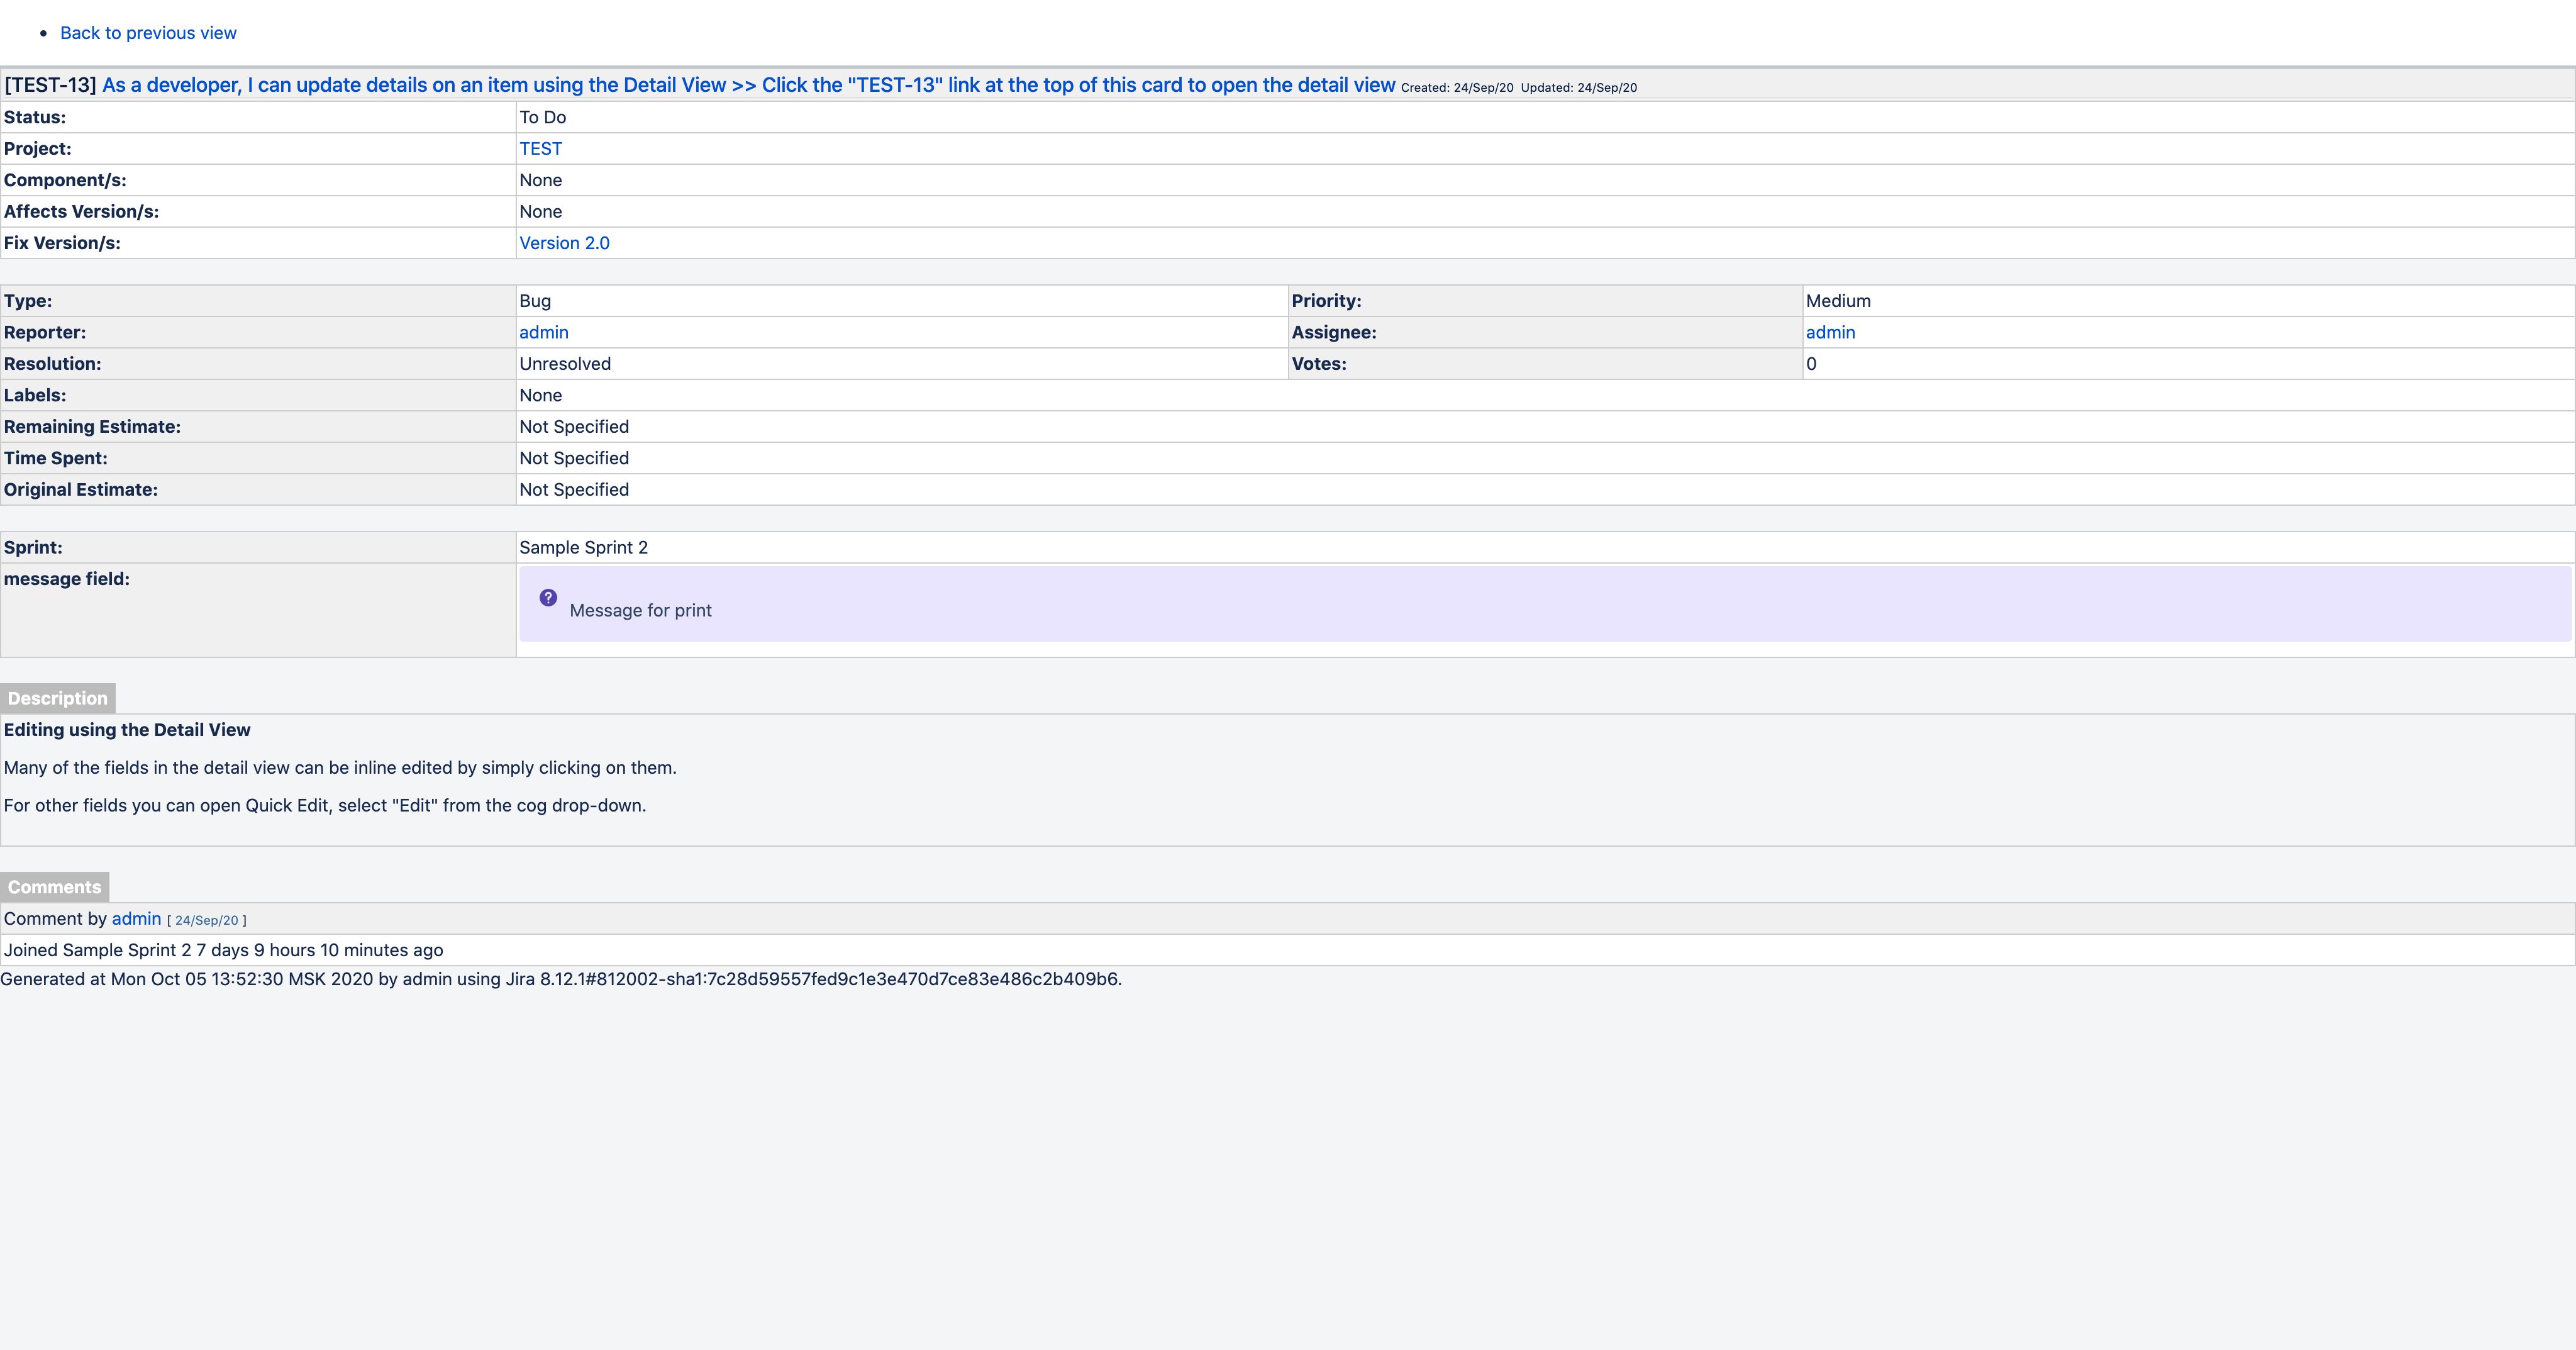 Back to previous view
[TEST-13] As a developer, I can update details on an item using the Detail View >> Click the "TEST-13" link at the top of this card to open the detail view Created: 24/Sep/20 Updated: 24/Sep/20
Status: To Do
Project: TEST
Component/s: None
Affects Version/s: None
Fix Version/s: Version 2.0
Type: Bug Priority: Medium
Reporter: admin Assignee: admin
Resolution: Unresolved Votes: 0
Labels: None
Remaining Estimate: Not Specified
Time Spent: Not Specified
Original Estimate: Not Specified
Sprint: Sample Sprint 2
message field:
?
Message for print
Description
Editing using the Detail View
Many of the fields in the detail view can be inline edited by simply clicking on them.
For other fields you can open Quick Edit, select "Edit" from the cog drop-down.
Comments
Comment by admin [ 24/Sep/20 ]
Joined Sample Sprint 2 7 days 9 hours 10 minutes ago
Generated at Mon Oct 05 13:52:30 MSK 2020 by admin using Jira 8.12.1#812002-sha1:7c28d59557fed9c1e3e470d7ce83e486c2b409b6.